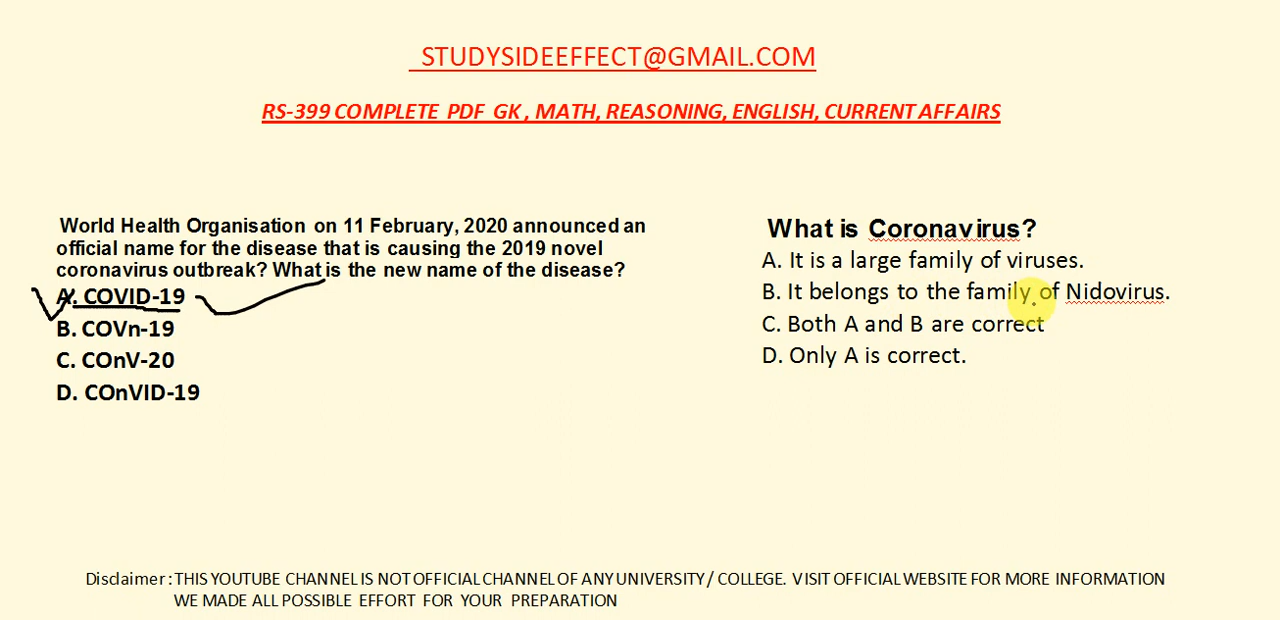 STUDYSIDEEFFECT@GMAIL.COM
RS-399 COMPLETE PDF GK , MATH, REASONING, ENGLISH, CURRENT AFFAIRS
World Health Organisation on 11 February, 2020 announced an
official name for the disease that is causing the 2019 novel
coronavirus outbreak? What is the new name of the disease?
A. COVID-19
B. COVn-19
C. COnV-20
D. COnVID-19
What is Coronavirus?
A. It is a large family of viruses.
B. It belongs to the family of Nidovirus.
C. Both A and B are correct
D. Only A is correct.
Disclaimer : THIS YOUTUBE CHANNEL IS NOT OFFICIAL CHANNEL OF ANY UNIVERSITY / COLLEGE. VISIT OFFICIAL WEBSITE FOR MORE INFORMATION
WE MADE ALL POSSIBLE EFFORT FOR YOUR PREPARATION